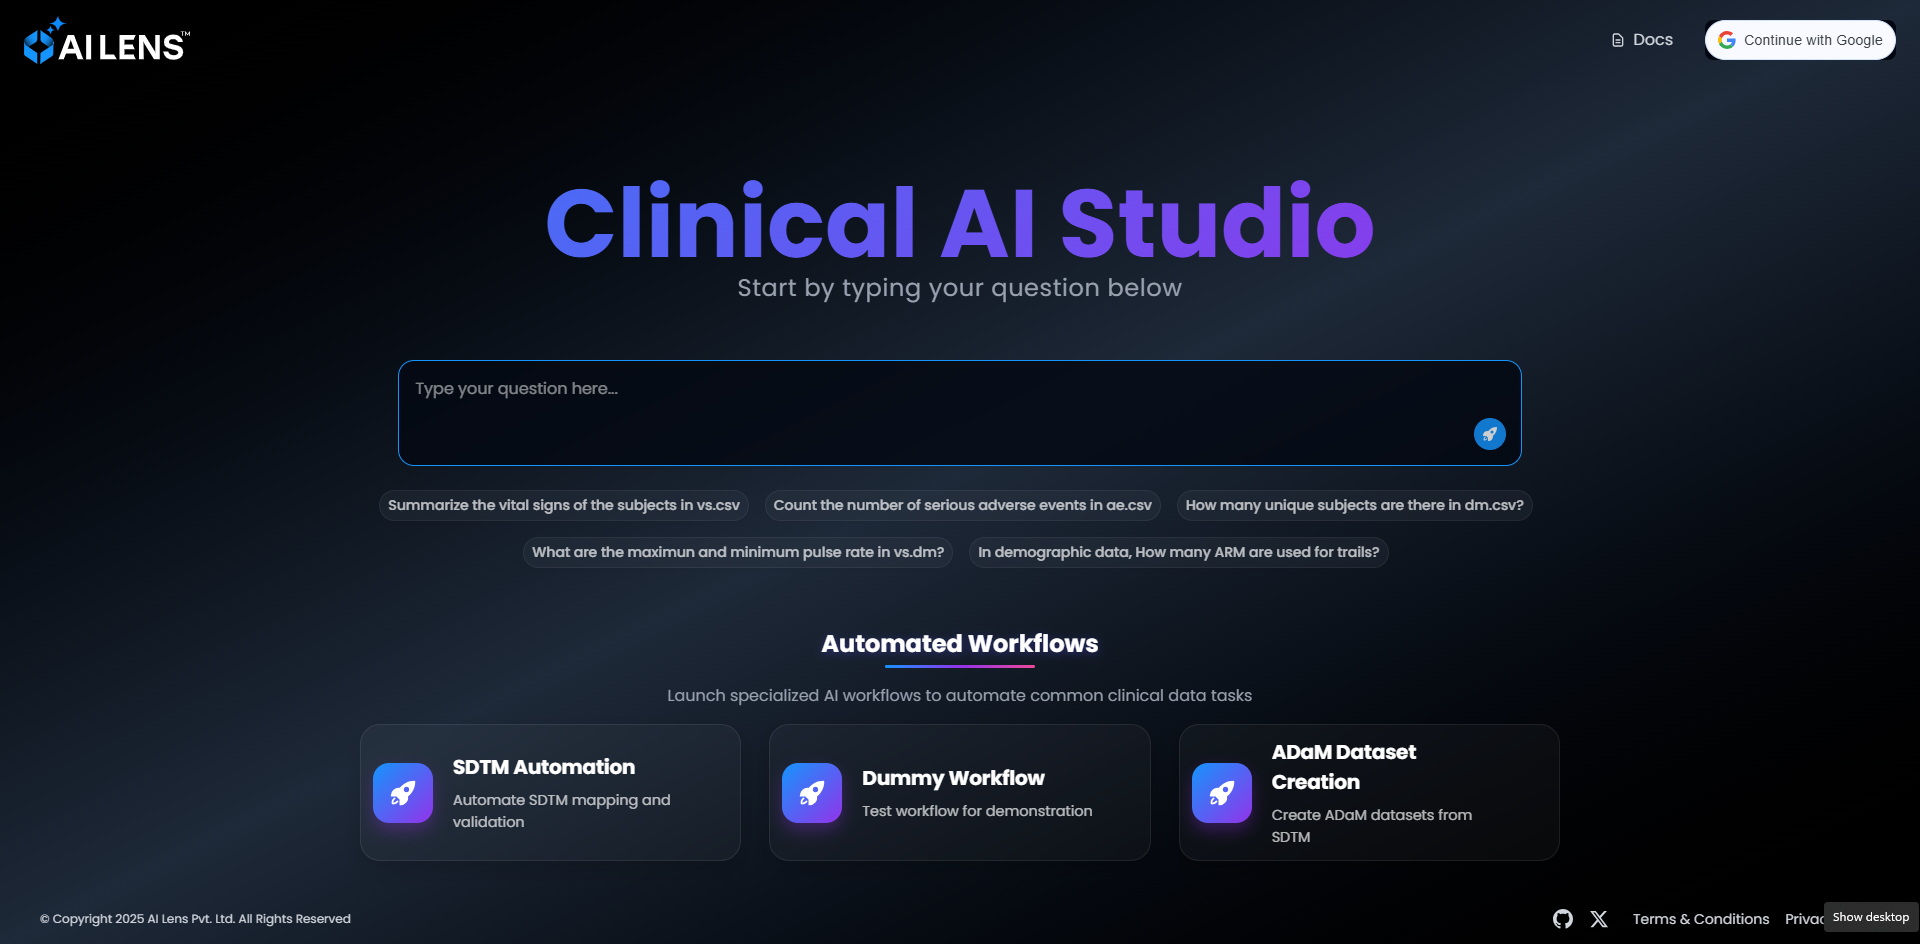 AI LENS™
Docs
Continue with Google
Clinical AI Studio
Start by typing your question below
Type your question here...
Summarize the vital signs of the subjects in vs.csv
Count the number of serious adverse events in ae.csv
How many unique subjects are there in dm.csv?
What are the maximun and minimum pulse rate in vs.dm?
In demographic data, How many ARM are used for trails?
Automated Workflows
Launch specialized AI workflows to automate common clinical data tasks
SDTM Automation
Automate SDTM mapping and
validation
Dummy Workflow
Test workflow for demonstration
ADaM Dataset
Creation
Create ADaM datasets from
SDTM
© Copyright 2025 AI Lens Pvt. Ltd. All Rights Reserved
Terms & Conditions
Show desktop